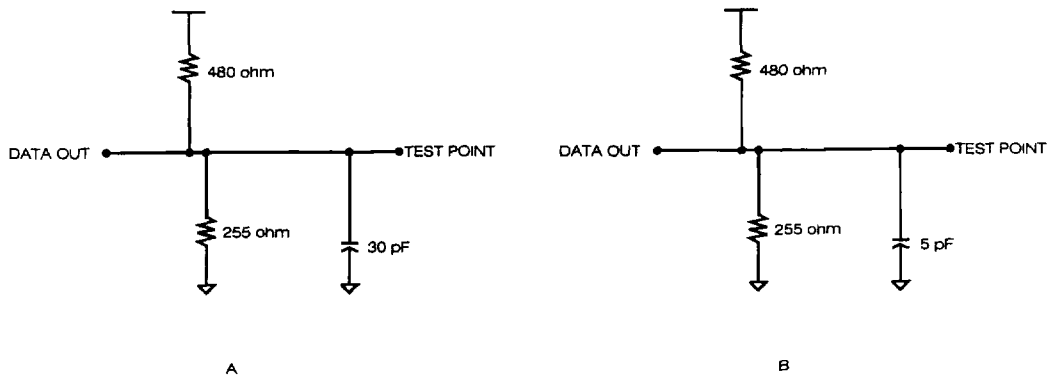 480 ohm
DATA OUT
TEST POINT
255 ohm
30 pF
A
480 ohm
DATA OUT
TEST POINT
255 ohm
5 pF
B